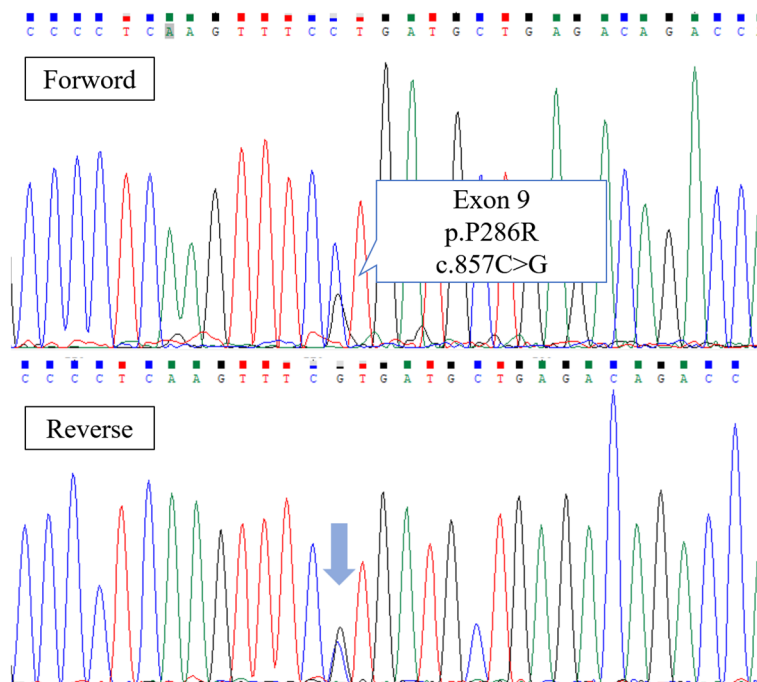 C C C C T C A A G T T T C C T G A T G C T G A G A C A G A C C
Forword
Exon 9
p.P286R
c.857C>G
C C C C T C A A G T T T C G T G A T G C T G A G A C A G A C C
Reverse